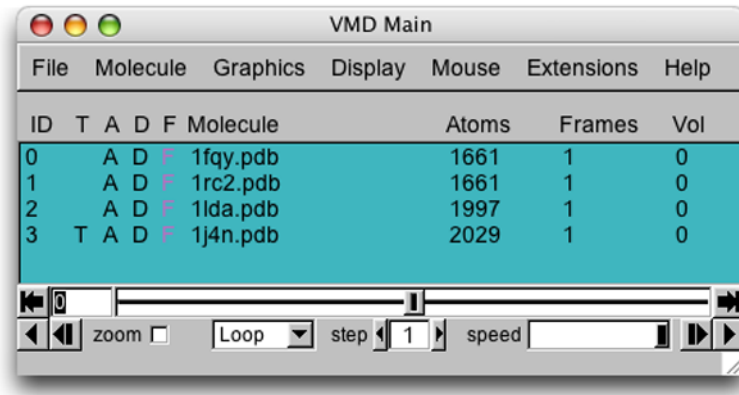 VMD Main
File Molecule Graphics Display Mouse Extensions Help
ID T A D F Molecule Atoms Frames Vol
0 A D F 1fqy.pdb 1661 1 0
1 A D F 1rc2.pdb 1661 1 0
2 A D F 1lda.pdb 1997 1 0
3 T A D F 1j4n.pdb 2029 1 0
0
zoom Loop step 1 speed